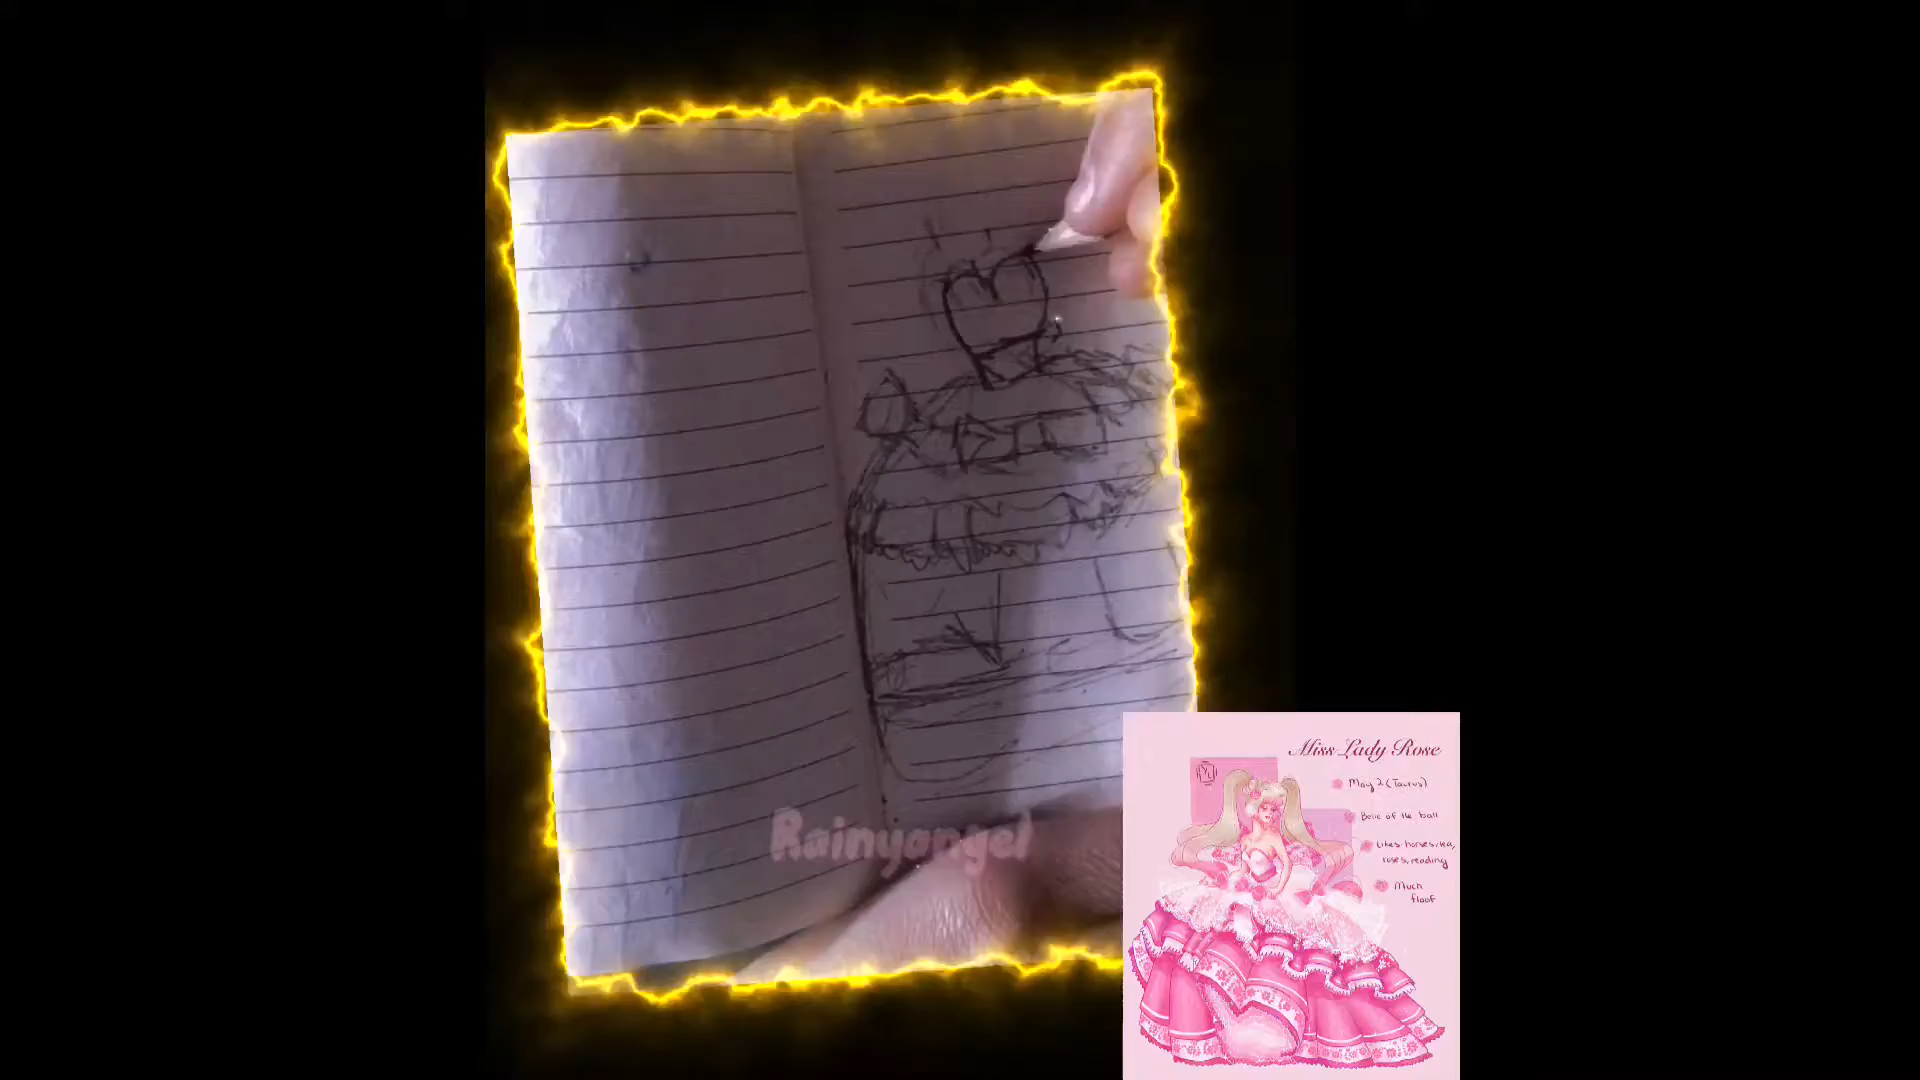 Rainyangel
Miss Lady Rose
May 2 (Taurus)
Belle of the ball
Likes horses, tea,
roses, reading
Much
floof